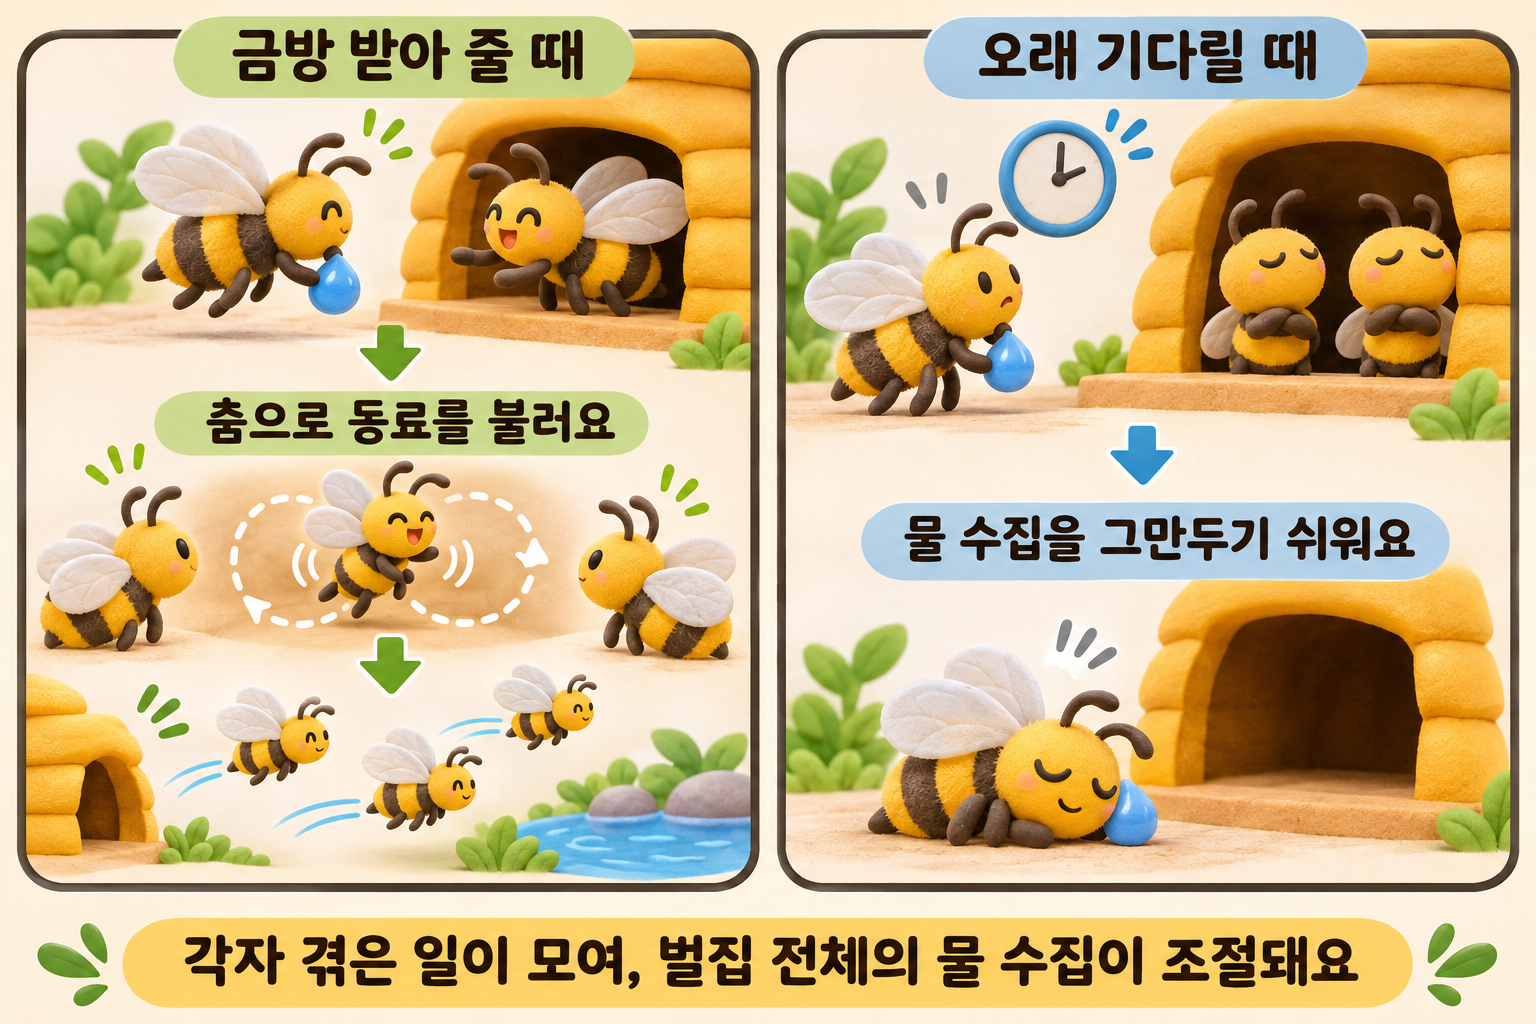 금방 받아 줄 때
춤으로 동료를 불러요
오래 기다릴 때
물 수집을 그만두기 쉬워요
각자 겪은 일이 모여, 벌집 전체의 물 수집이 조절돼요